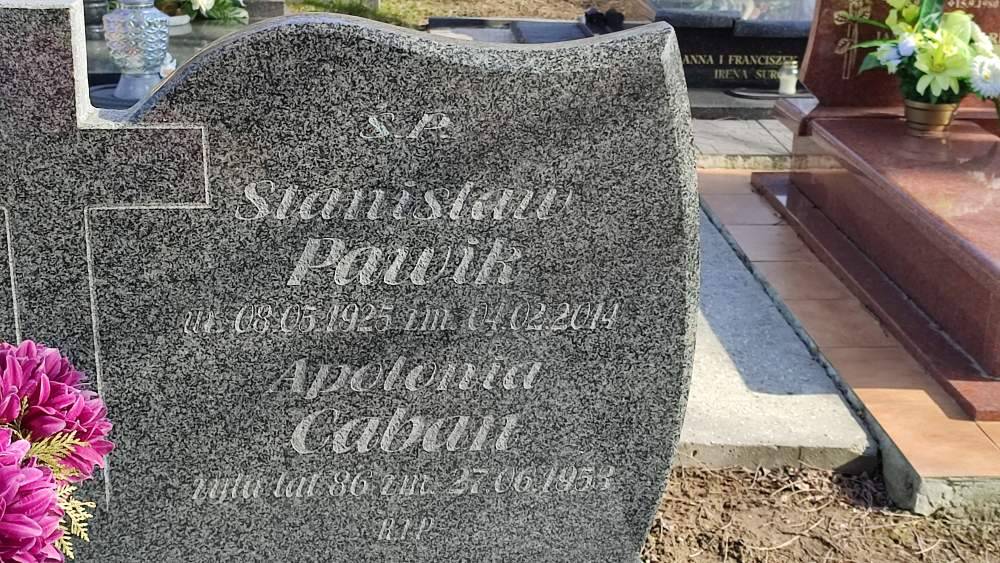 Ś.P.
Stanisław
Pawik
ur. 08.05.1925 zm. 04.02.2014
Apolonia
Caban
żyła lat 86 zm. 27.06.1953
R.I.P.
ANNA I FRANCISZEK
IRENA